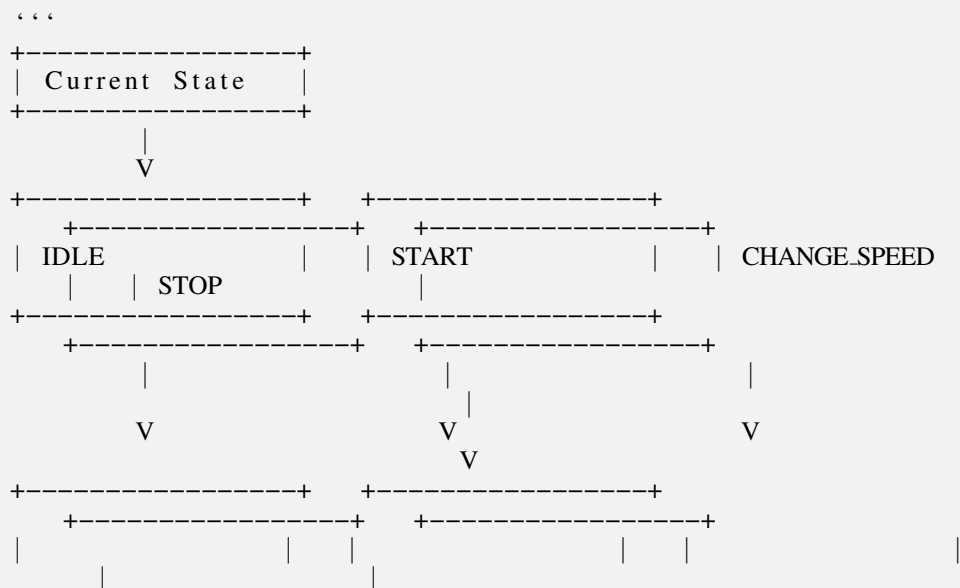 ‘‘‘
+------------------+
| Current State |
+------------------+
|
V
+------------------+ +------------------+
+------------------+ +------------------+
| IDLE | | START | | CHANGE_SPEED
| | STOP |
+------------------+ +------------------+
+------------------+ +------------------+
| | |
|
V V V
V
+------------------+ +------------------+
+------------------+ +------------------+
| | | | | |
| |